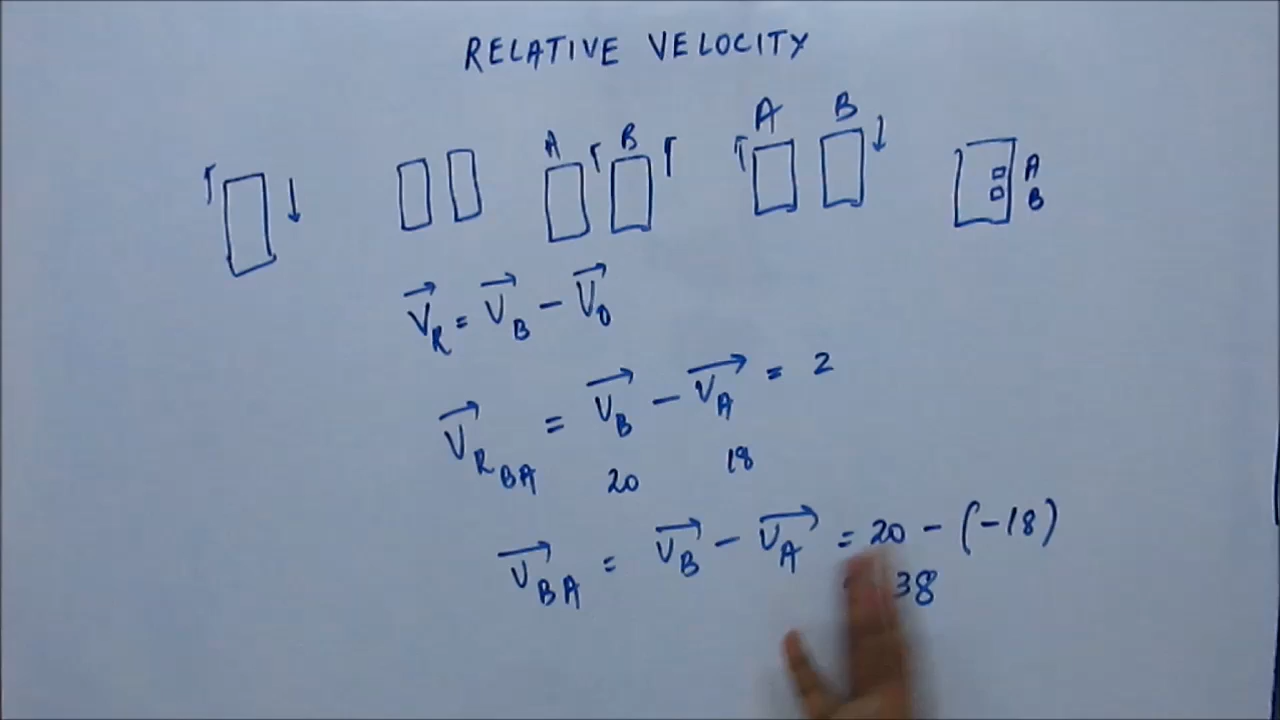 RELATIVE VELOCITY
A B A B
A
B
V_R = V_B - V_0
V_R_BA = V_B - V_A = 2
20 18
V_BA = V_B - V_A = 20 - (-18)
38